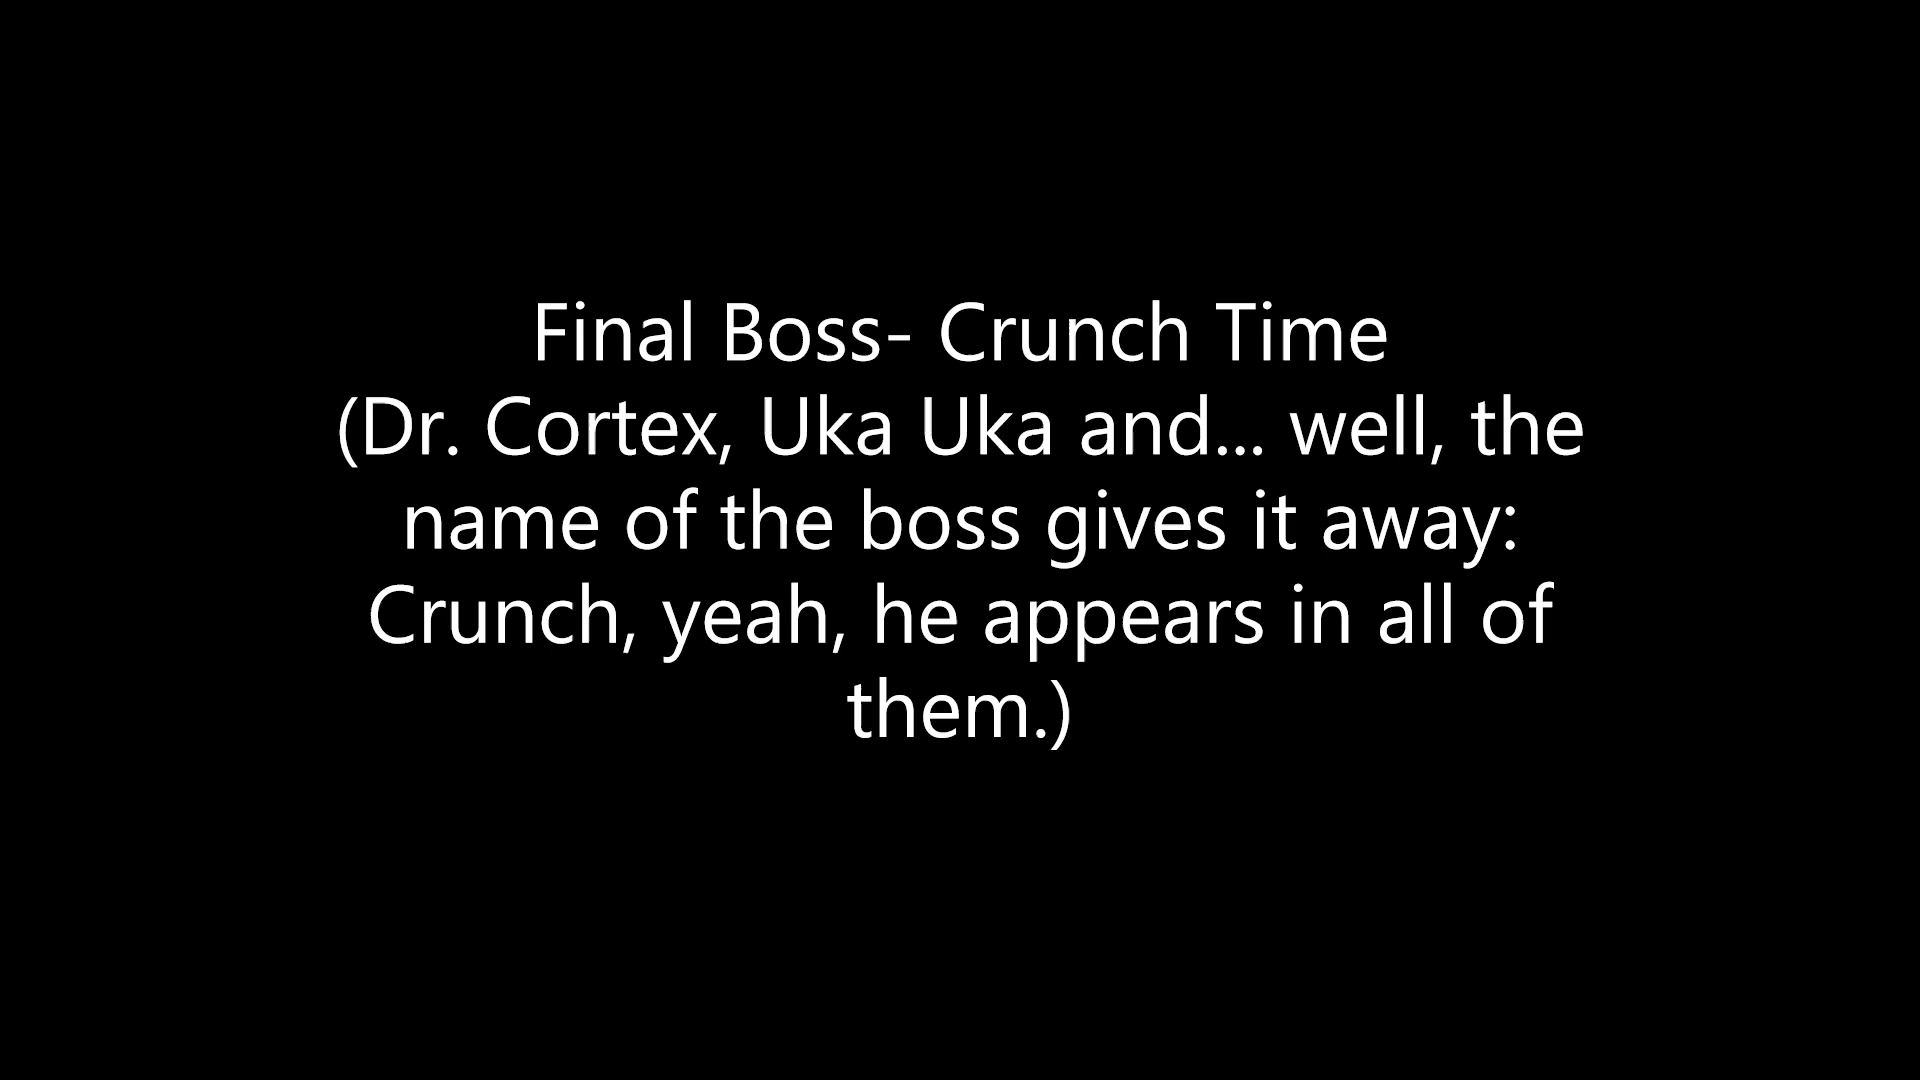 Final Boss- Crunch Time
(Dr. Cortex, Uka Uka and... well, the
name of the boss gives it away:
Crunch, yeah, he appears in all of
them.)